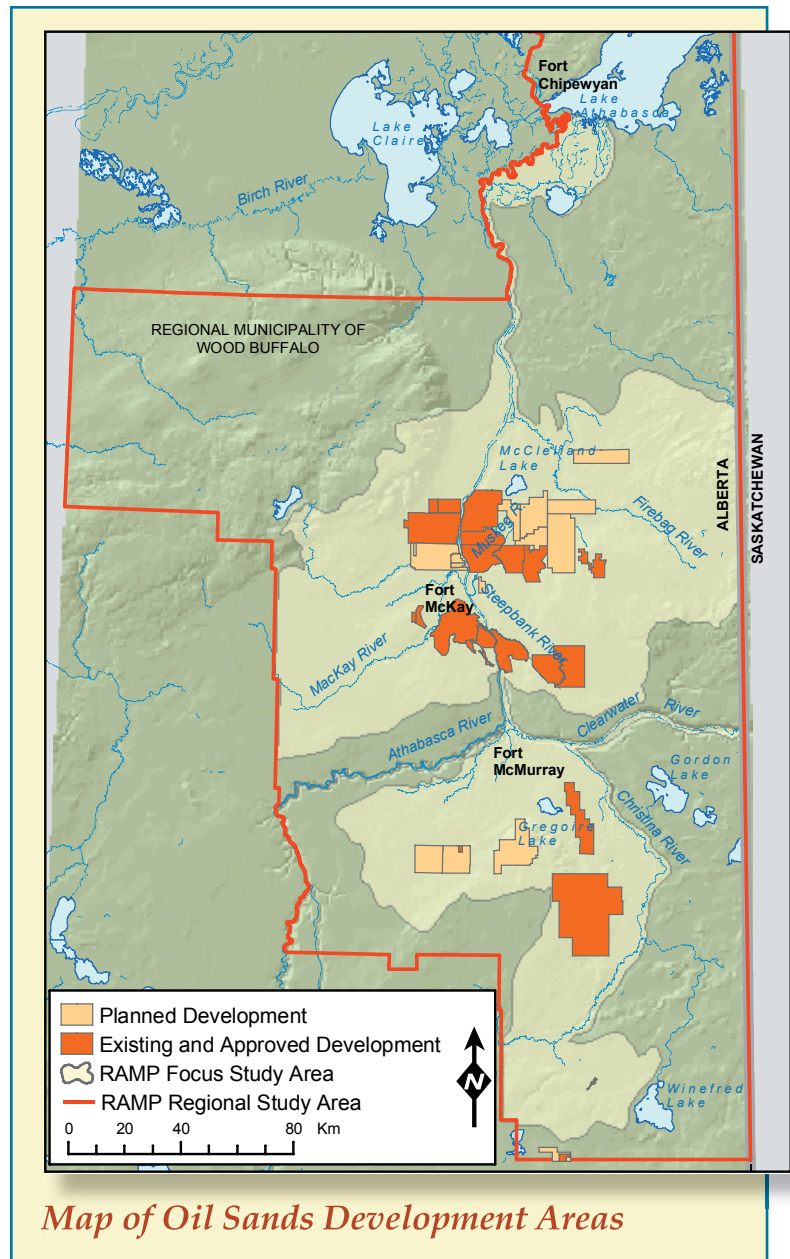 Fort
Chipewyan
Lake
Athabasca
Lake
Claire
Birch River
REGIONAL MUNICIPALITY OF
WOOD BUFFALO
McClelland
Lake
ALBERTA
SASKATCHEWAN
Firebag River
Muskeg R.
Fort
McKay
Steepbank River
MacKay River
Athabasca River
Clearwater River
Fort
McMurray
Gordon
Lake
Christina River
Gregoire
Lake
Winefred
Lake
Planned Development
Existing and Approved Development
RAMP Focus Study Area
RAMP Regional Study Area
0 20 40 80 Km
N
Map of Oil Sands Development Areas